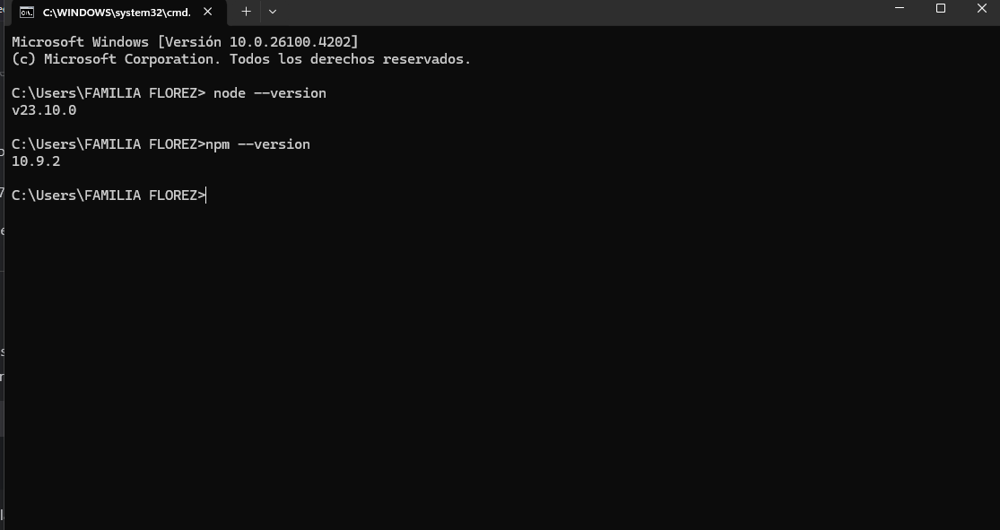 C:\WINDOWS\system32\cmd.
Microsoft Windows [Versión 10.0.26100.4202]
(c) Microsoft Corporation. Todos los derechos reservados.
C:\Users\FAMILIA FLOREZ> node --version
v23.10.0
C:\Users\FAMILIA FLOREZ>npm --version
10.9.2
C:\Users\FAMILIA FLOREZ>